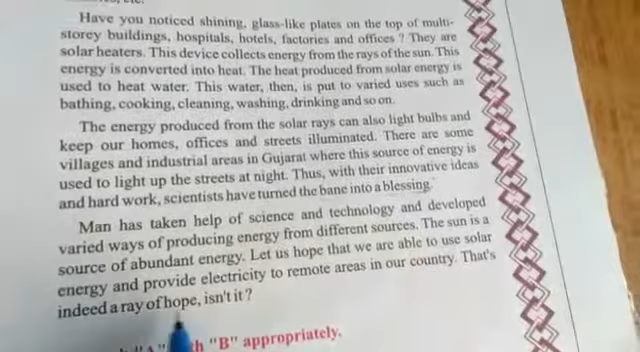 Have you noticed shining, glass-like plates on the top of multi-
storey buildings, hospitals, hotels, factories and offices ? They are
solar heaters. This device collects energy from the rays of the sun. This
energy is converted into heat. The heat produced from solar energy is
used to heat water. This water, then, is put to varied uses such as
bathing, cooking, cleaning, washing, drinking and so on.
The energy produced from the solar rays can also light bulbs and
keep our homes, offices and streets illuminated. There are some
villages and industrial areas in Gujarat where this source of energy is
used to light up the streets at night. Thus, with their innovative ideas
and hard work, scientists have turned the bane into a blessing.
Man has taken help of science and technology and developed
varied ways of producing energy from different sources. The sun is a
source of abundant energy. Let us hope that we are able to use solar
energy and provide electricity to remote areas in our country. That's
indeed a ray of hope, isn't it ?
"B" appropriately.